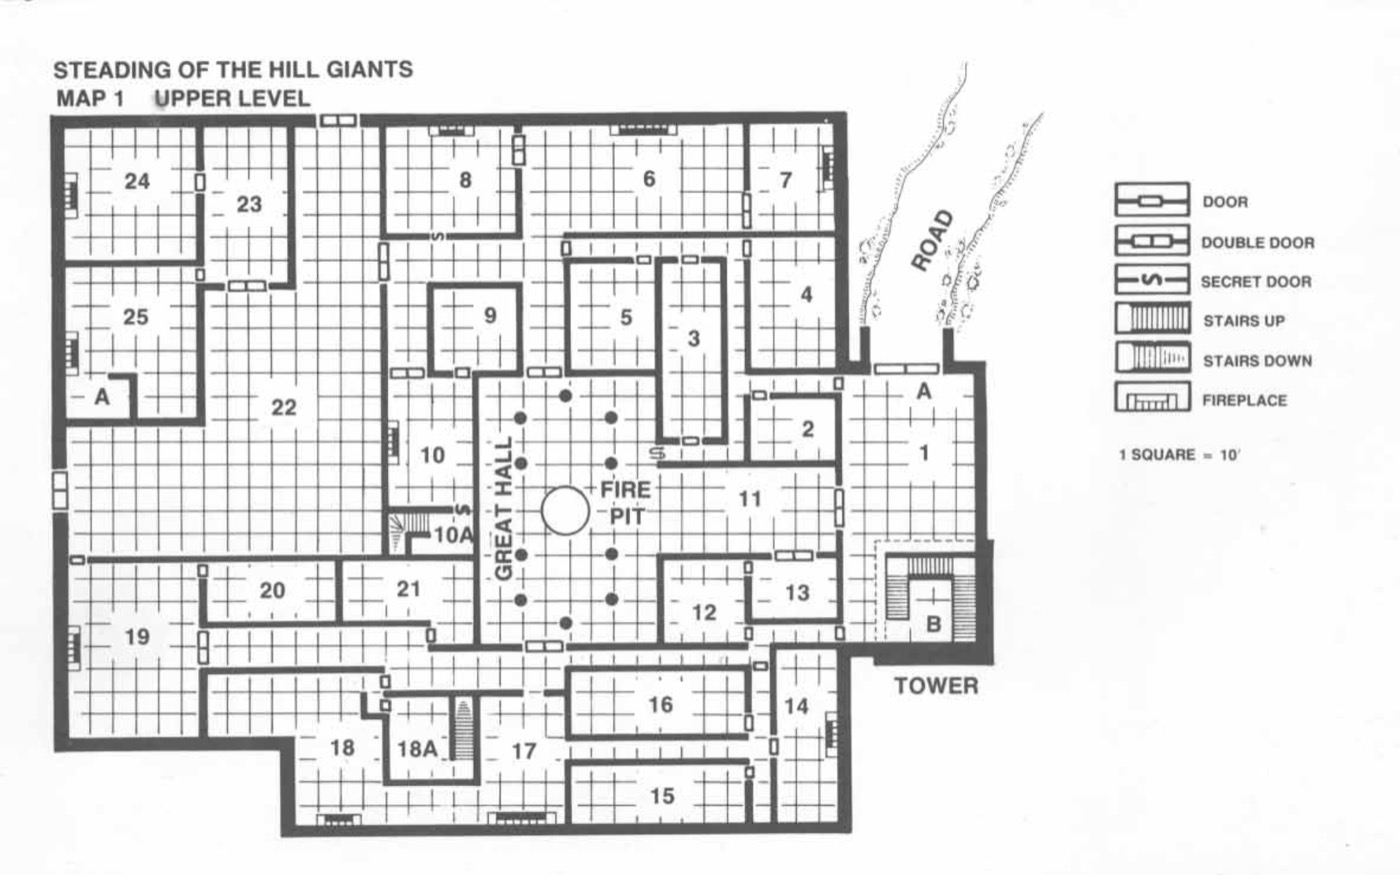 STEADING OF THE HILL GIANTS
MAP 1 UPPER LEVEL
24
23
8
6
7
ROAD
DOOR
DOUBLE DOOR
S
SECRET DOOR
S
STAIRS UP
STAIRS DOWN
FIREPLACE
1 SQUARE = 10'
25
9
5
3
4
A
A
22
2
1
10
S
GREAT HALL
FIRE
PIT
11
S
10A
20
21
12
13
B
TOWER
19
16
14
18
18A
17
15